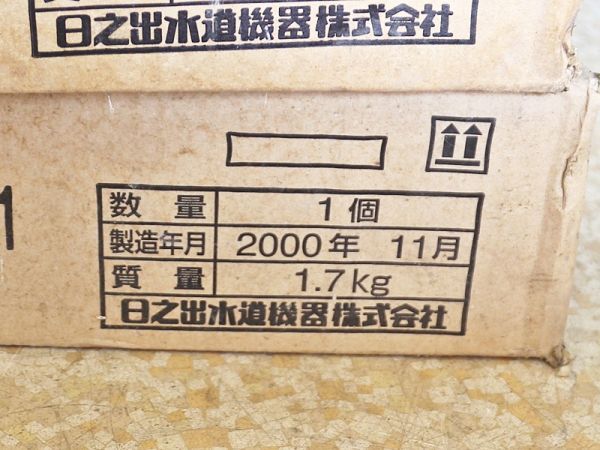 日之出水道機器株式会社
1
数量 1個
製造年月 2000年 11月
質量 1.7kg
日之出水道機器株式会社